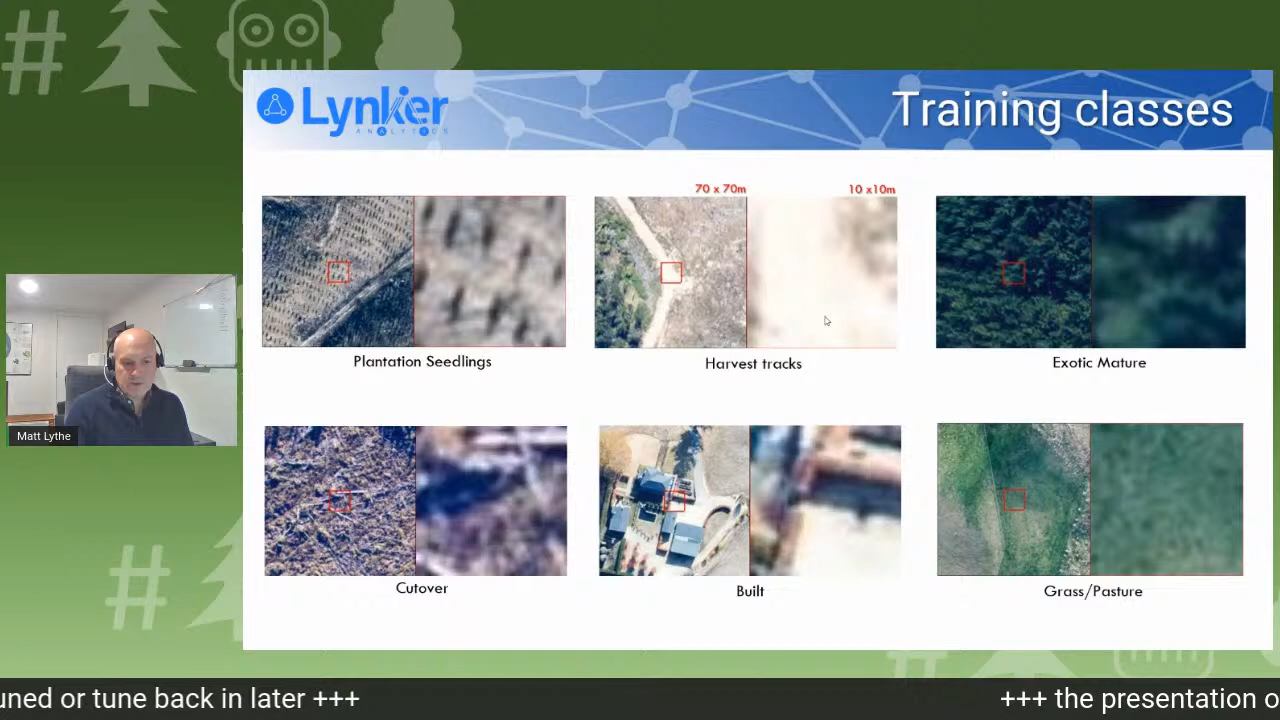 Lynker
ANALYTICS
Training classes
70 x 70m
10 x10m
Plantation Seedlings
Harvest tracks
Exotic Mature
Matt Lythe
Cutover
Built
Grass/Pasture
uned or tune back in later +++
+++ the presentation o